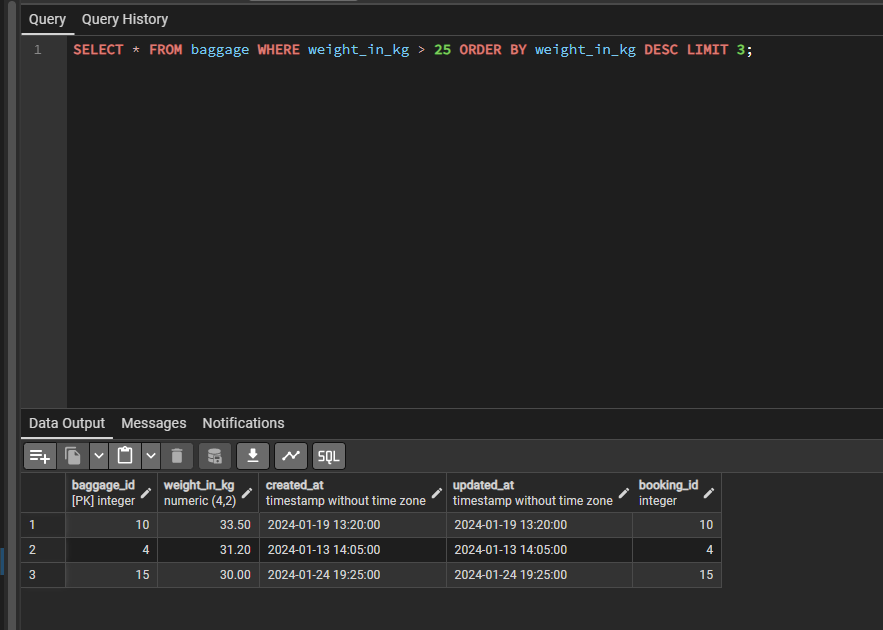 Query Query History
1 SELECT * FROM baggage WHERE weight_in_kg > 25 ORDER BY weight_in_kg DESC LIMIT 3;
Data Output Messages Notifications
SQL
baggage_id weight_in_kg created_at updated_at booking_id
[PK] integer numeric (4,2) timestamp without time zone timestamp without time zone integer
1 10 33.50 2024-01-19 13:20:00 2024-01-19 13:20:00 10
2 4 31.20 2024-01-13 14:05:00 2024-01-13 14:05:00 4
3 15 30.00 2024-01-24 19:25:00 2024-01-24 19:25:00 15